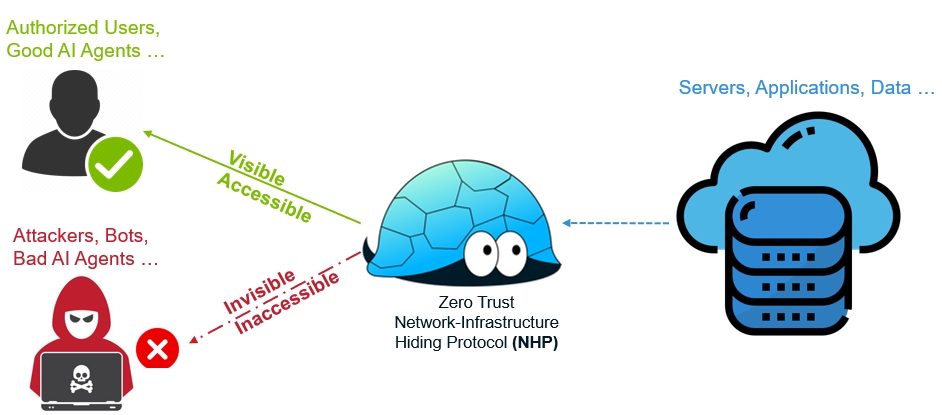 Authorized Users,
Good AI Agents …
Servers, Applications, Data …
Visible
Accessible
Attackers, Bots,
Bad AI Agents …
Invisible
Inaccessible
Zero Trust
Network-Infrastructure
Hiding Protocol (NHP)